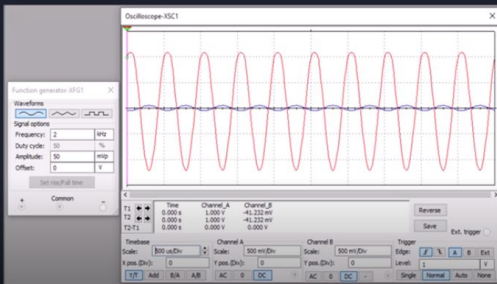 Oscilloscope-XSC1
Function generator-XFG1
Waveforms
Signal options
Frequency: 2 kHz
Duty cycle: 50 %
Amplitude: 50 mVp
Offset: 0 V
Set rise/Fall time
+ Common −
T1
T2
T2-T1
Time Channel_A Channel_B
0.000 s 1.000 V -41.232 mV
0.000 s 1.000 V -41.232 mV
0.000 s 0.000 V 0.000 V
Reverse
Save
Ext. trigger
Timebase
Scale: 500 us/Div
X pos.(Div): 0
Y/T Add B/A A/B
Channel A
Scale: 500 mV/Div
Y pos.(Div): 0
AC 0 DC
Channel B
Scale: 500 mV/Div
Y pos.(Div): 0
AC 0 DC -
Trigger
Edge: A B Ext
Level: 1 V
Single Normal Auto None